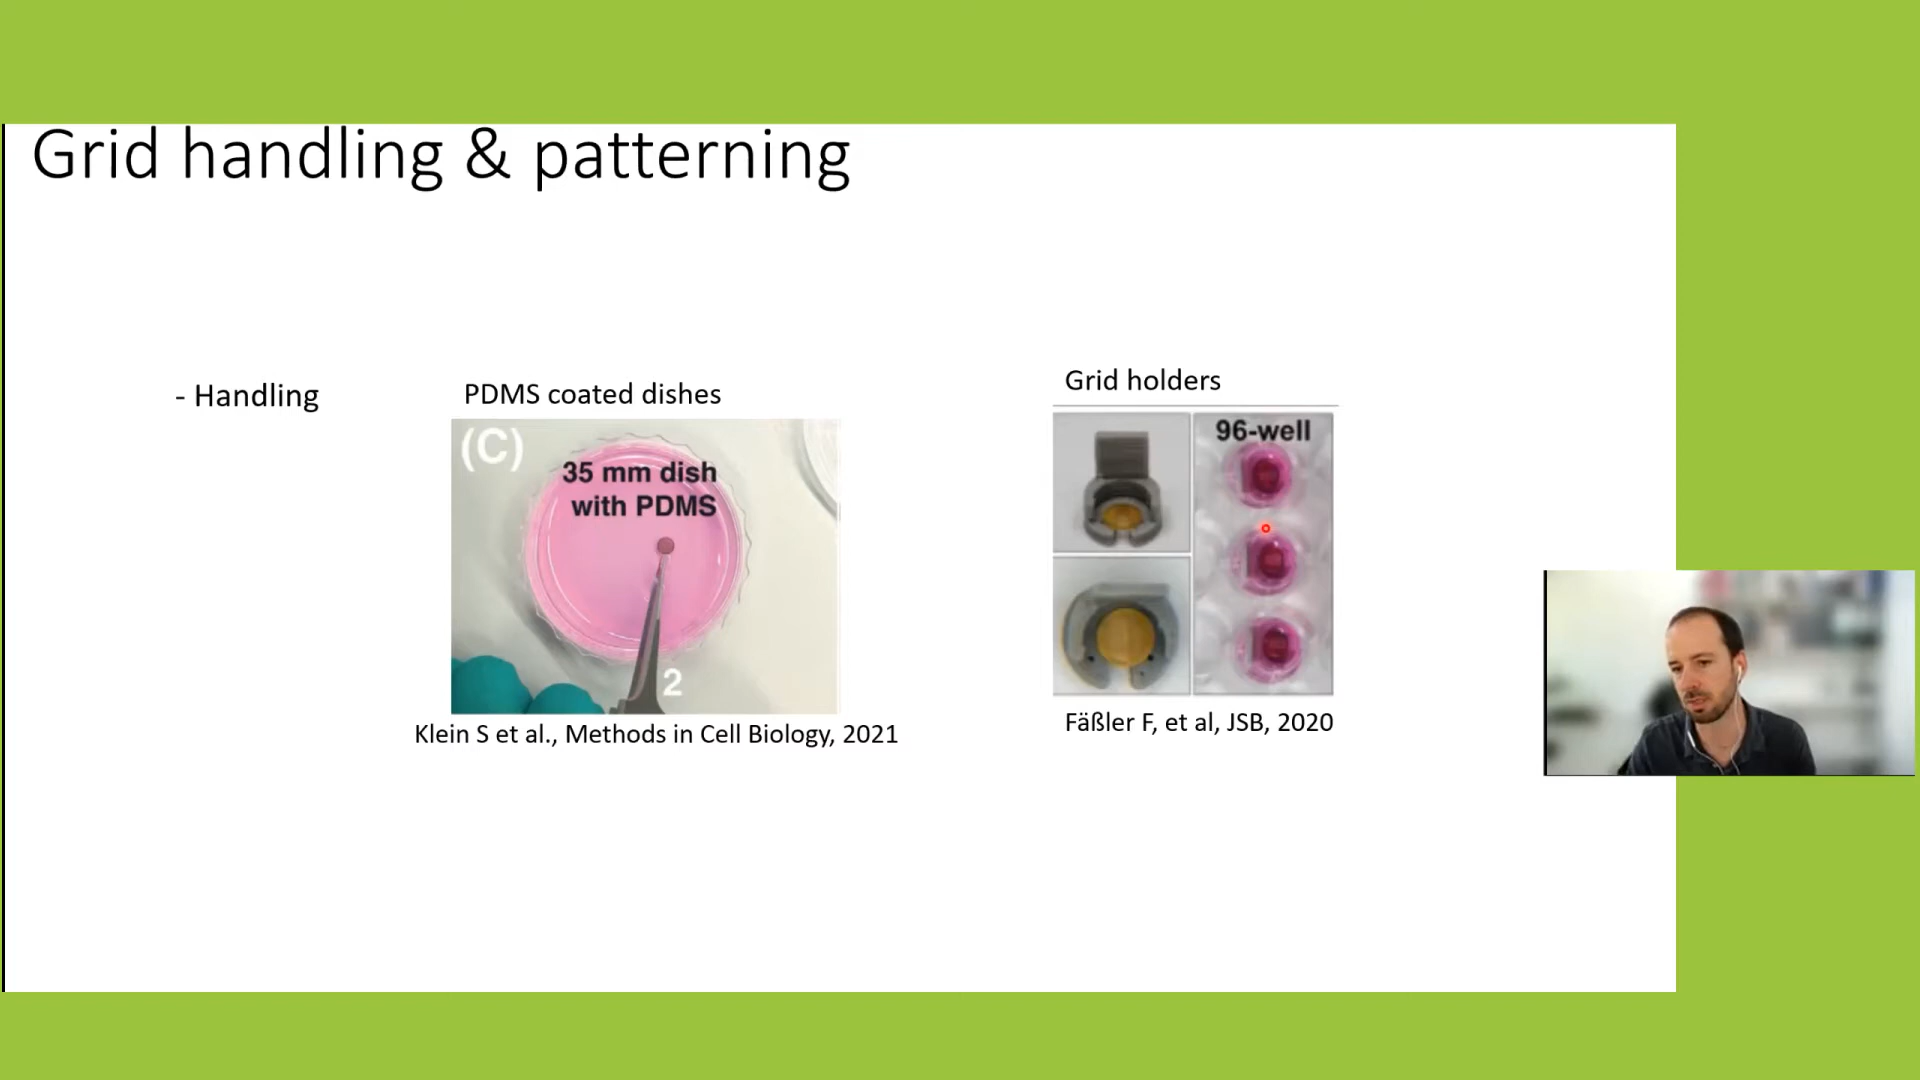 Grid handling & patterning
- Handling
PDMS coated dishes
(C)
35 mm dish
with PDMS
2
Klein S et al., Methods in Cell Biology, 2021
Grid holders
96-well
Fäßler F, et al, JSB, 2020